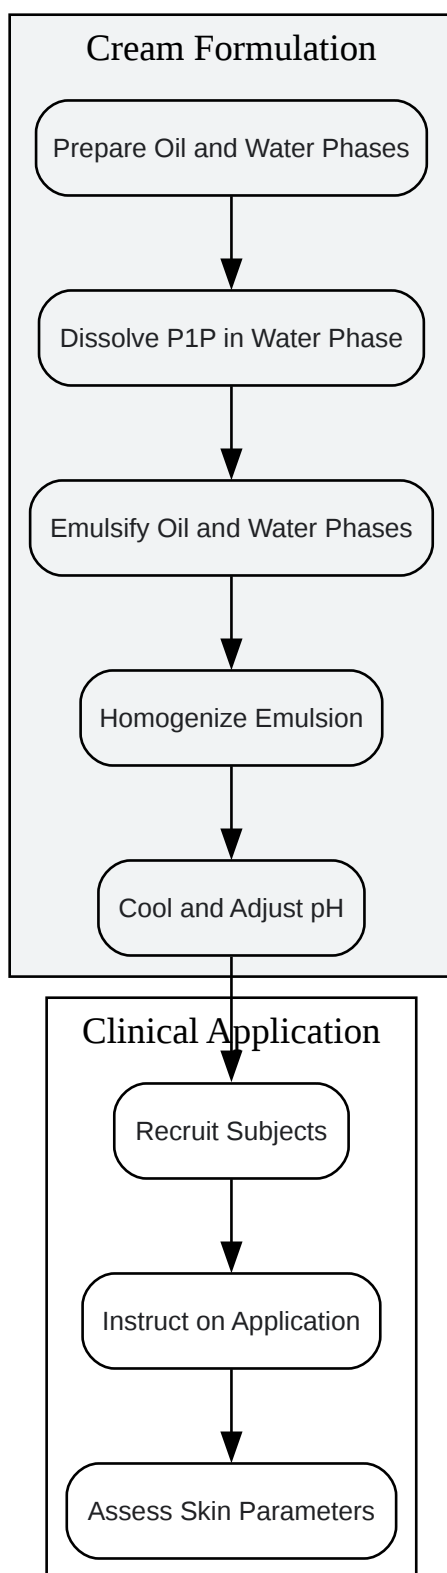 Cream Formulation
Prepare Oil and Water Phases
Dissolve P1P in Water Phase
Emulsify Oil and Water Phases
Homogenize Emulsion
Cool and Adjust pH
Clinical Application
Recruit Subjects
Instruct on Application
Assess Skin Parameters